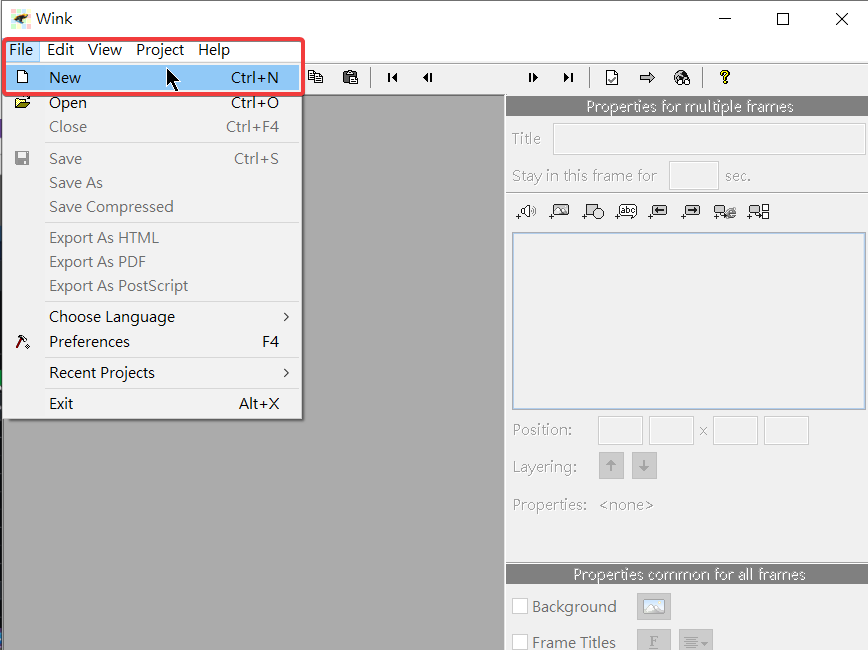 Wink
File Edit View Project Help
New Ctrl+N
Open Ctrl+O
Close Ctrl+F4
Save Ctrl+S
Save As
Save Compressed
Export As HTML
Export As PDF
Export As PostScript
Choose Language
Preferences F4
Recent Projects
Exit Alt+X
Properties for multiple frames
Title
Stay in this frame for sec.
abc
Position: x
Layering:
Properties: <none>
Properties common for all frames
Background
Frame Titles F